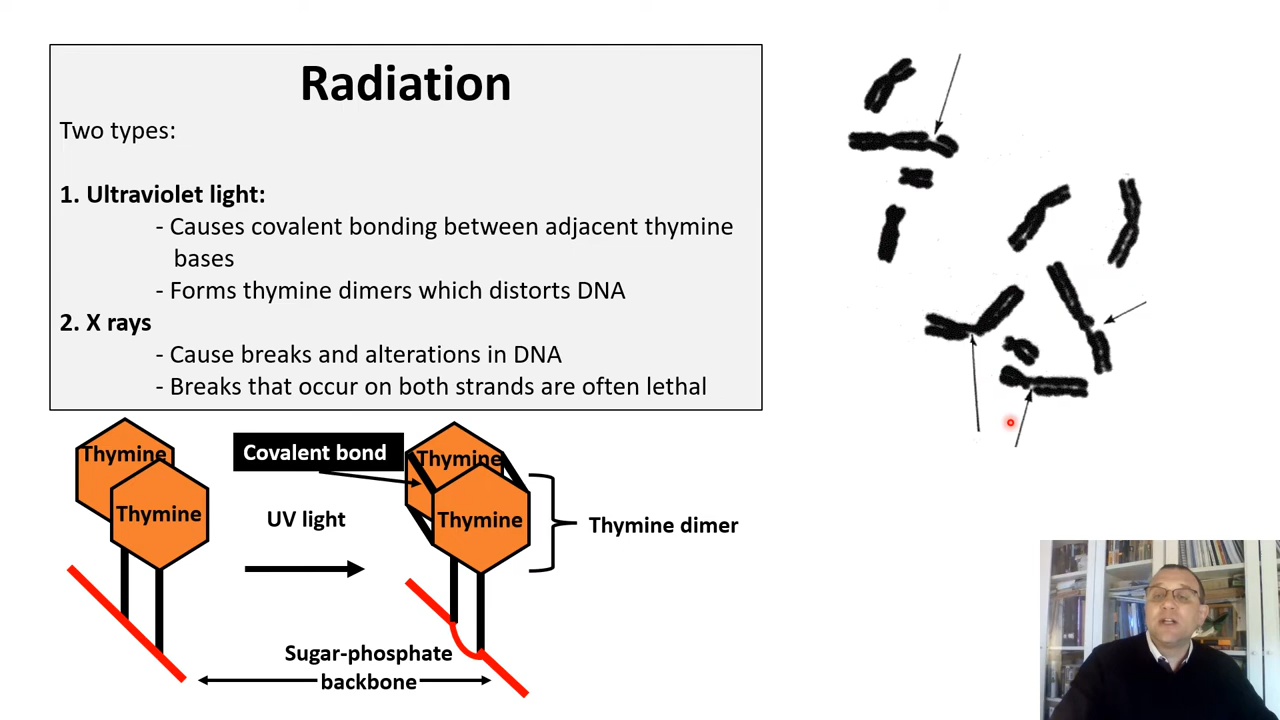 Radiation
Two types:
1. Ultraviolet light:
- Causes covalent bonding between adjacent thymine
bases
- Forms thymine dimers which distorts DNA
2. X rays
- Cause breaks and alterations in DNA
- Breaks that occur on both strands are often lethal
Thymine
Thymine
Covalent bond
UV light
Thymine
Thymine
Thymine dimer
Sugar-phosphate
backbone